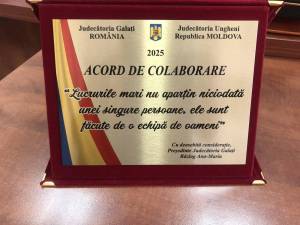 Judecătoria Galați
ROMÂNIA
Judecătoria Ungheni
Republica MOLDOVA
2025
ACORD DE COLABORARE
"Lucrurile mari nu aparțin niciodată
unei singure persoane, ele sunt
făcute de o echipă de oameni"
Cu deosebită considerație,
Președinte Judecătoria Galați
Răzlog Ana-Maria